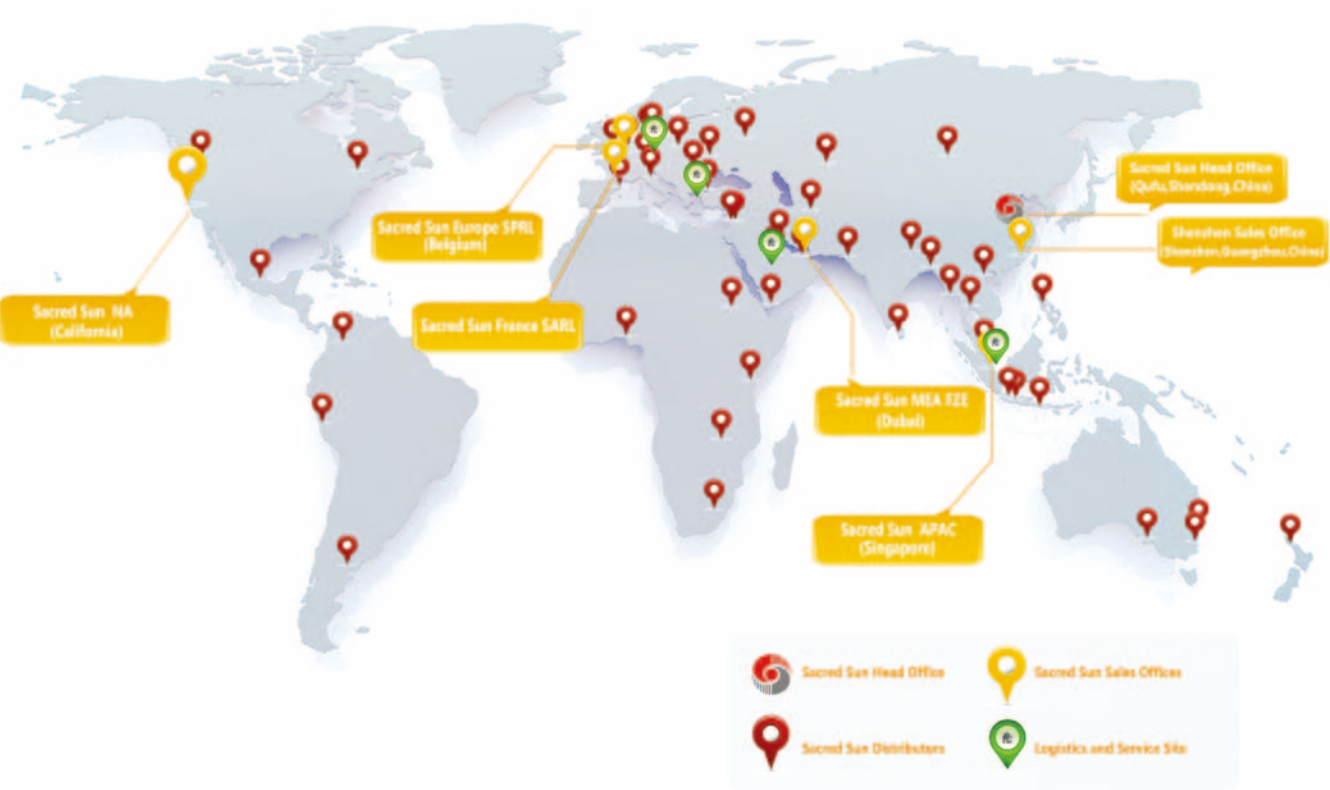 Sacred Sun Head Office
(Qufu,Shandong,China)
Shenzhen Sales Office
(Shenzhen,Guangzhou,China)
Sacred Sun Europe SPRL
(Belgium)
Sacred Sun NA
(California)
Sacred Sun France SARL
Sacred Sun MEA FZE
(Dubai)
Sacred Sun APAC
(Singapore)
Sacred Sun Head Office
Sacred Sun Sales Offices
Sacred Sun Distributors
Logistics and Service Site